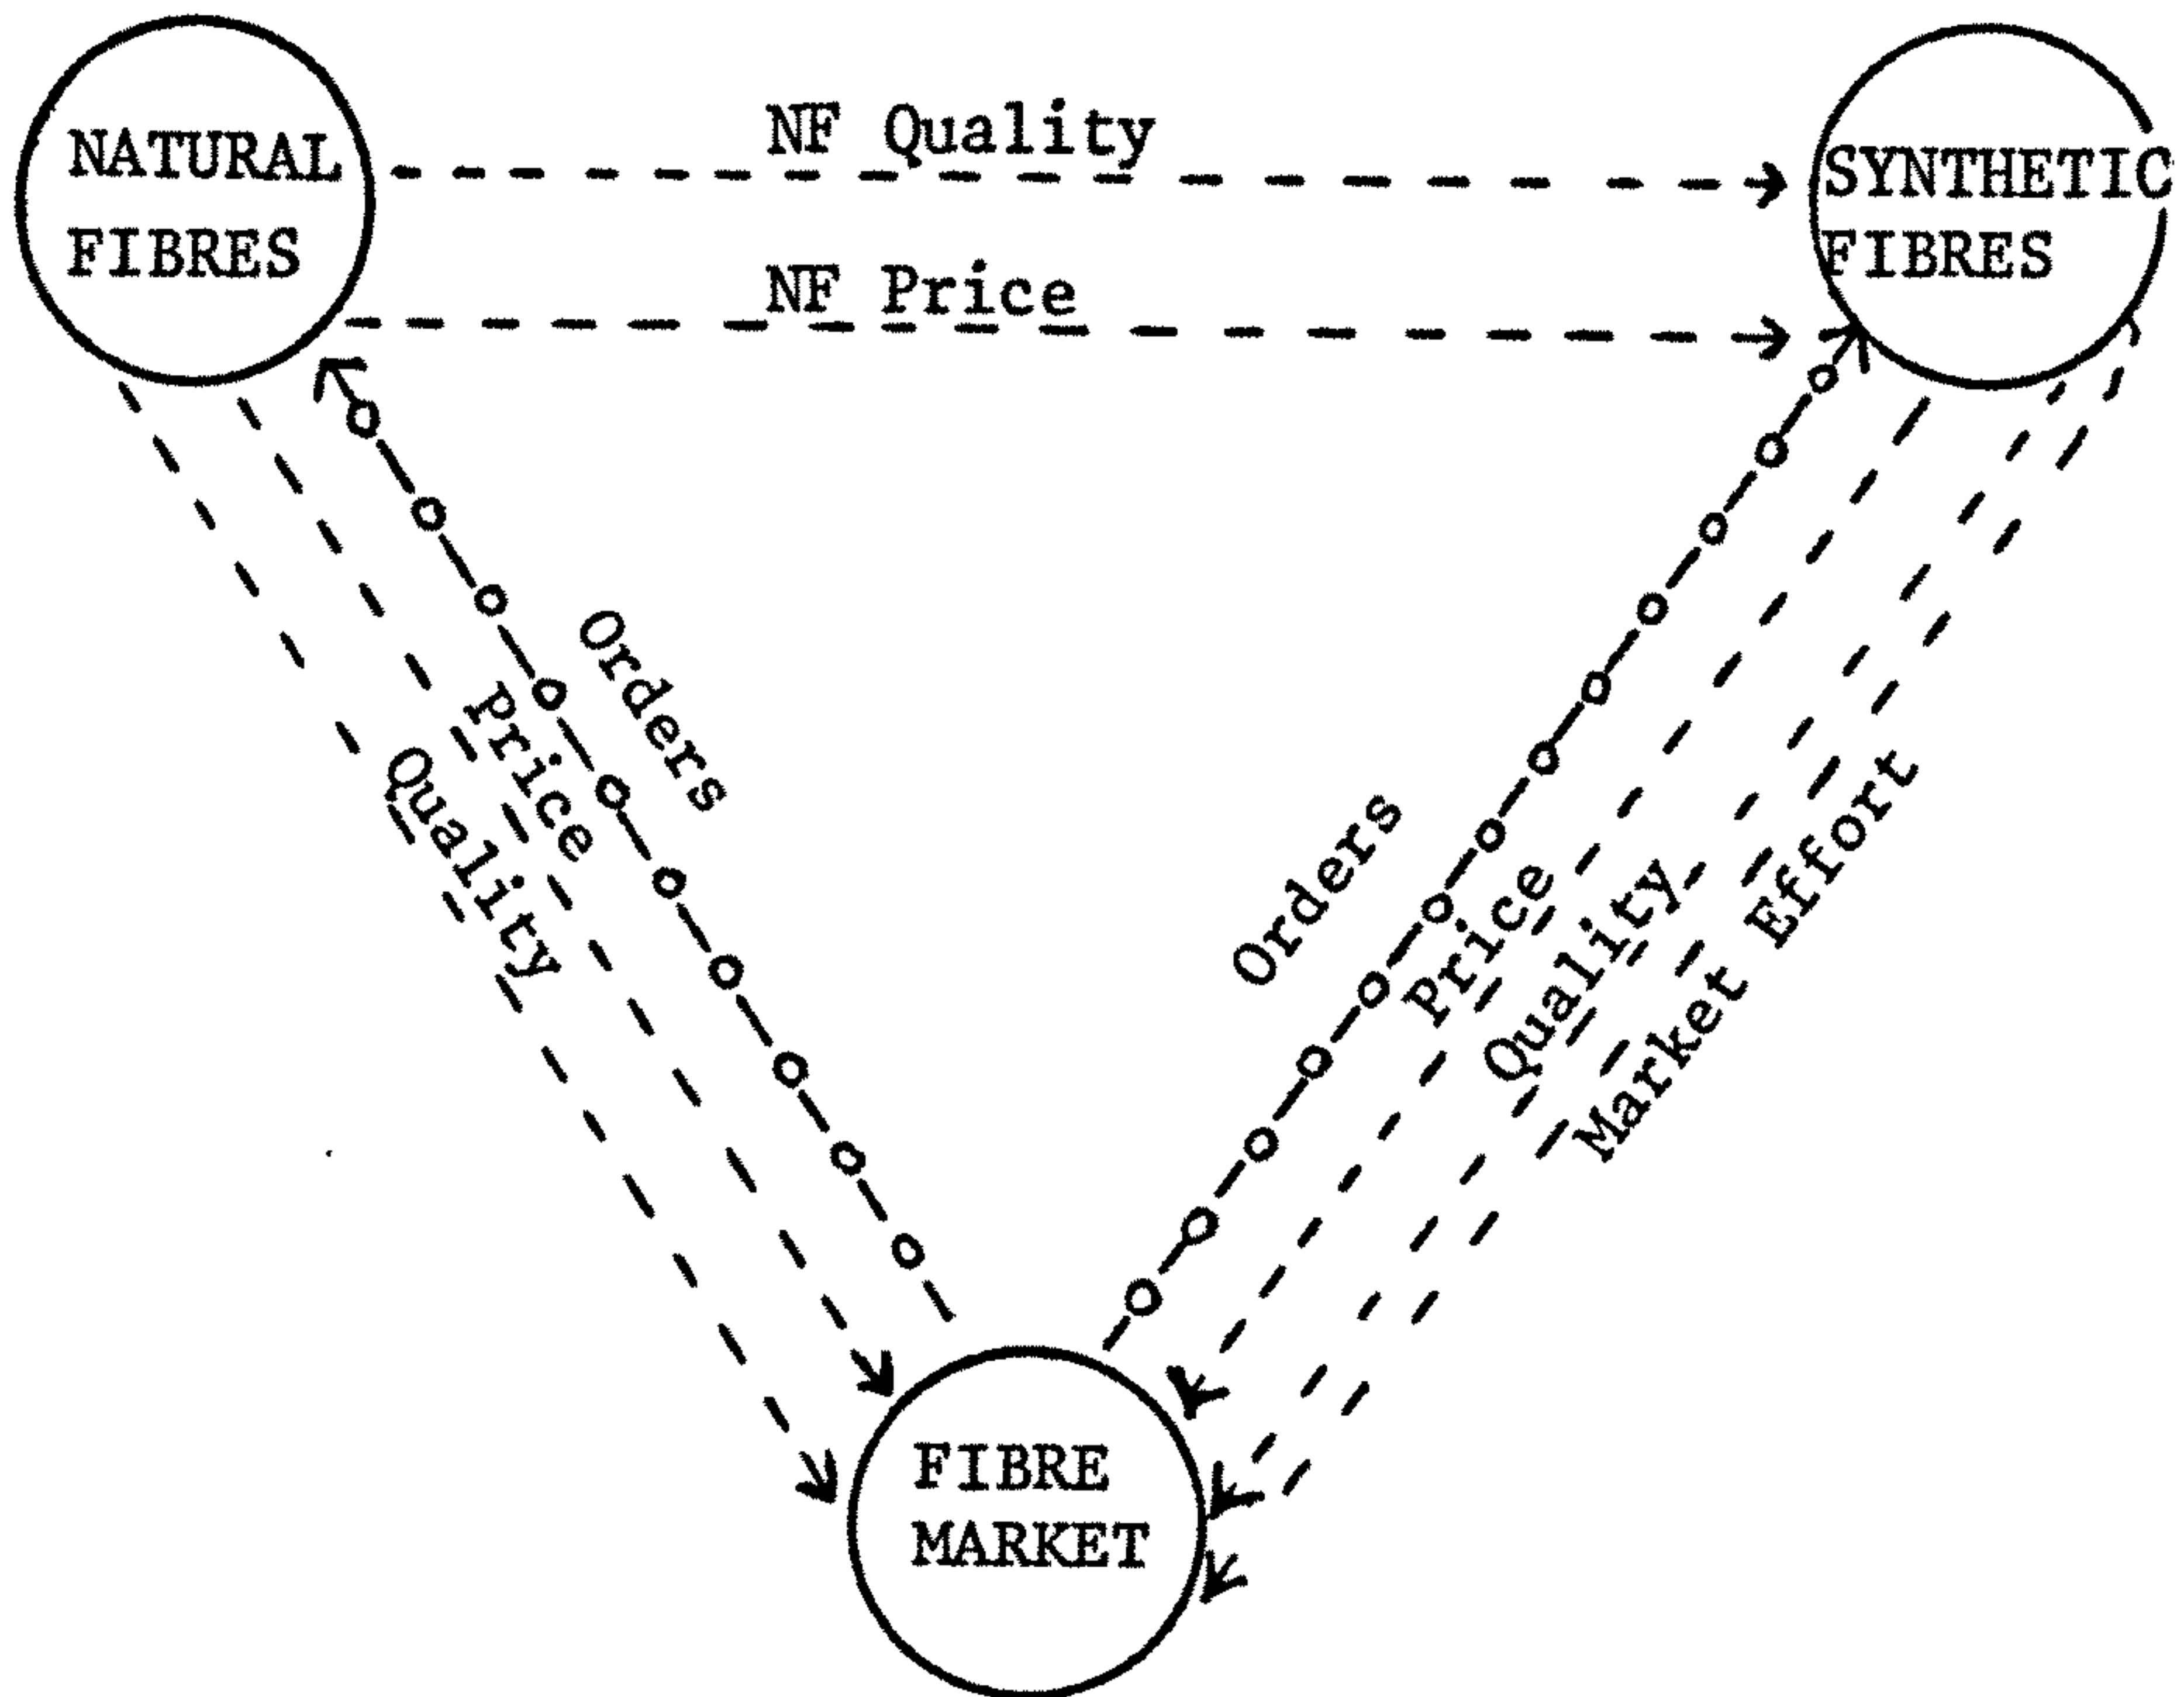 NATURAL
FIBRES
NF Quality
NF Price
SYNTHETIC
FIBRES
Orders
Price
Quality
Orders
Price
Quality
Market Effort
FIBRE
MARKET